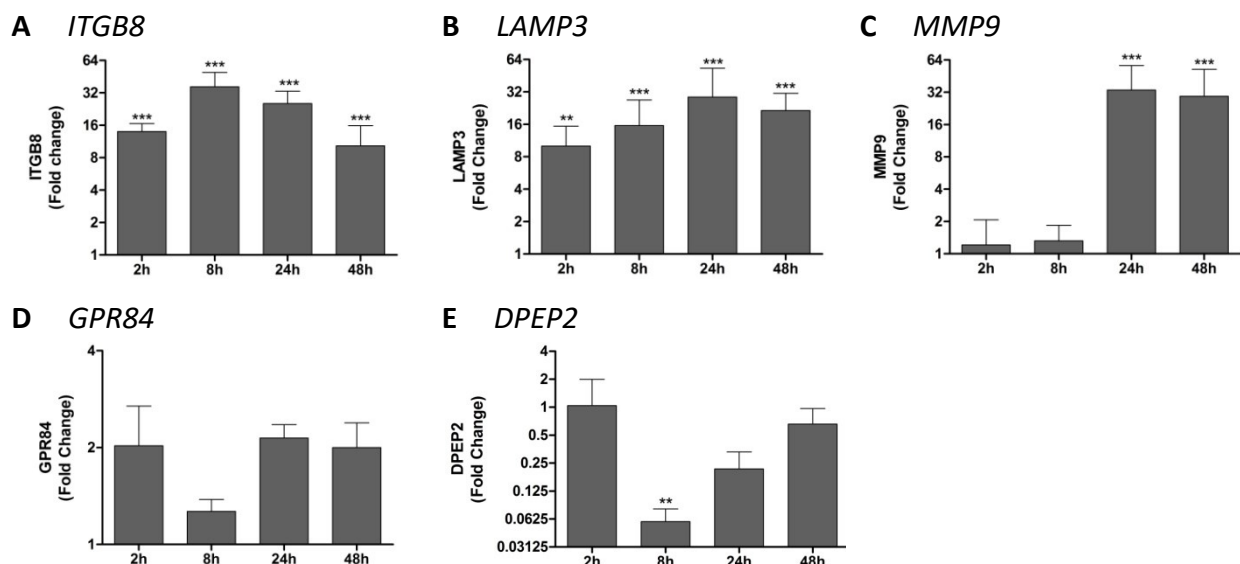 A ITGB8
64
32
16
8
4
2
1
ITGB8
(Fold change)
***
***
***
***
2h 8h 24h 48h
B LAMP3
64
32
16
8
4
2
1
LAMP3
(Fold Change)
**
***
***
***
2h 8h 24h 48h
C MMP9
64
32
16
8
4
2
1
MMP9
(Fold Change)
***
***
2h 8h 24h 48h
D GPR84
4
2
1
GPR84
(Fold Change)
2h 8h 24h 48h
E DPEP2
4
2
1
0.5
0.25
0.125
0.0625
0.03125
DPEP2
(Fold Change)
**
2h 8h 24h 48h